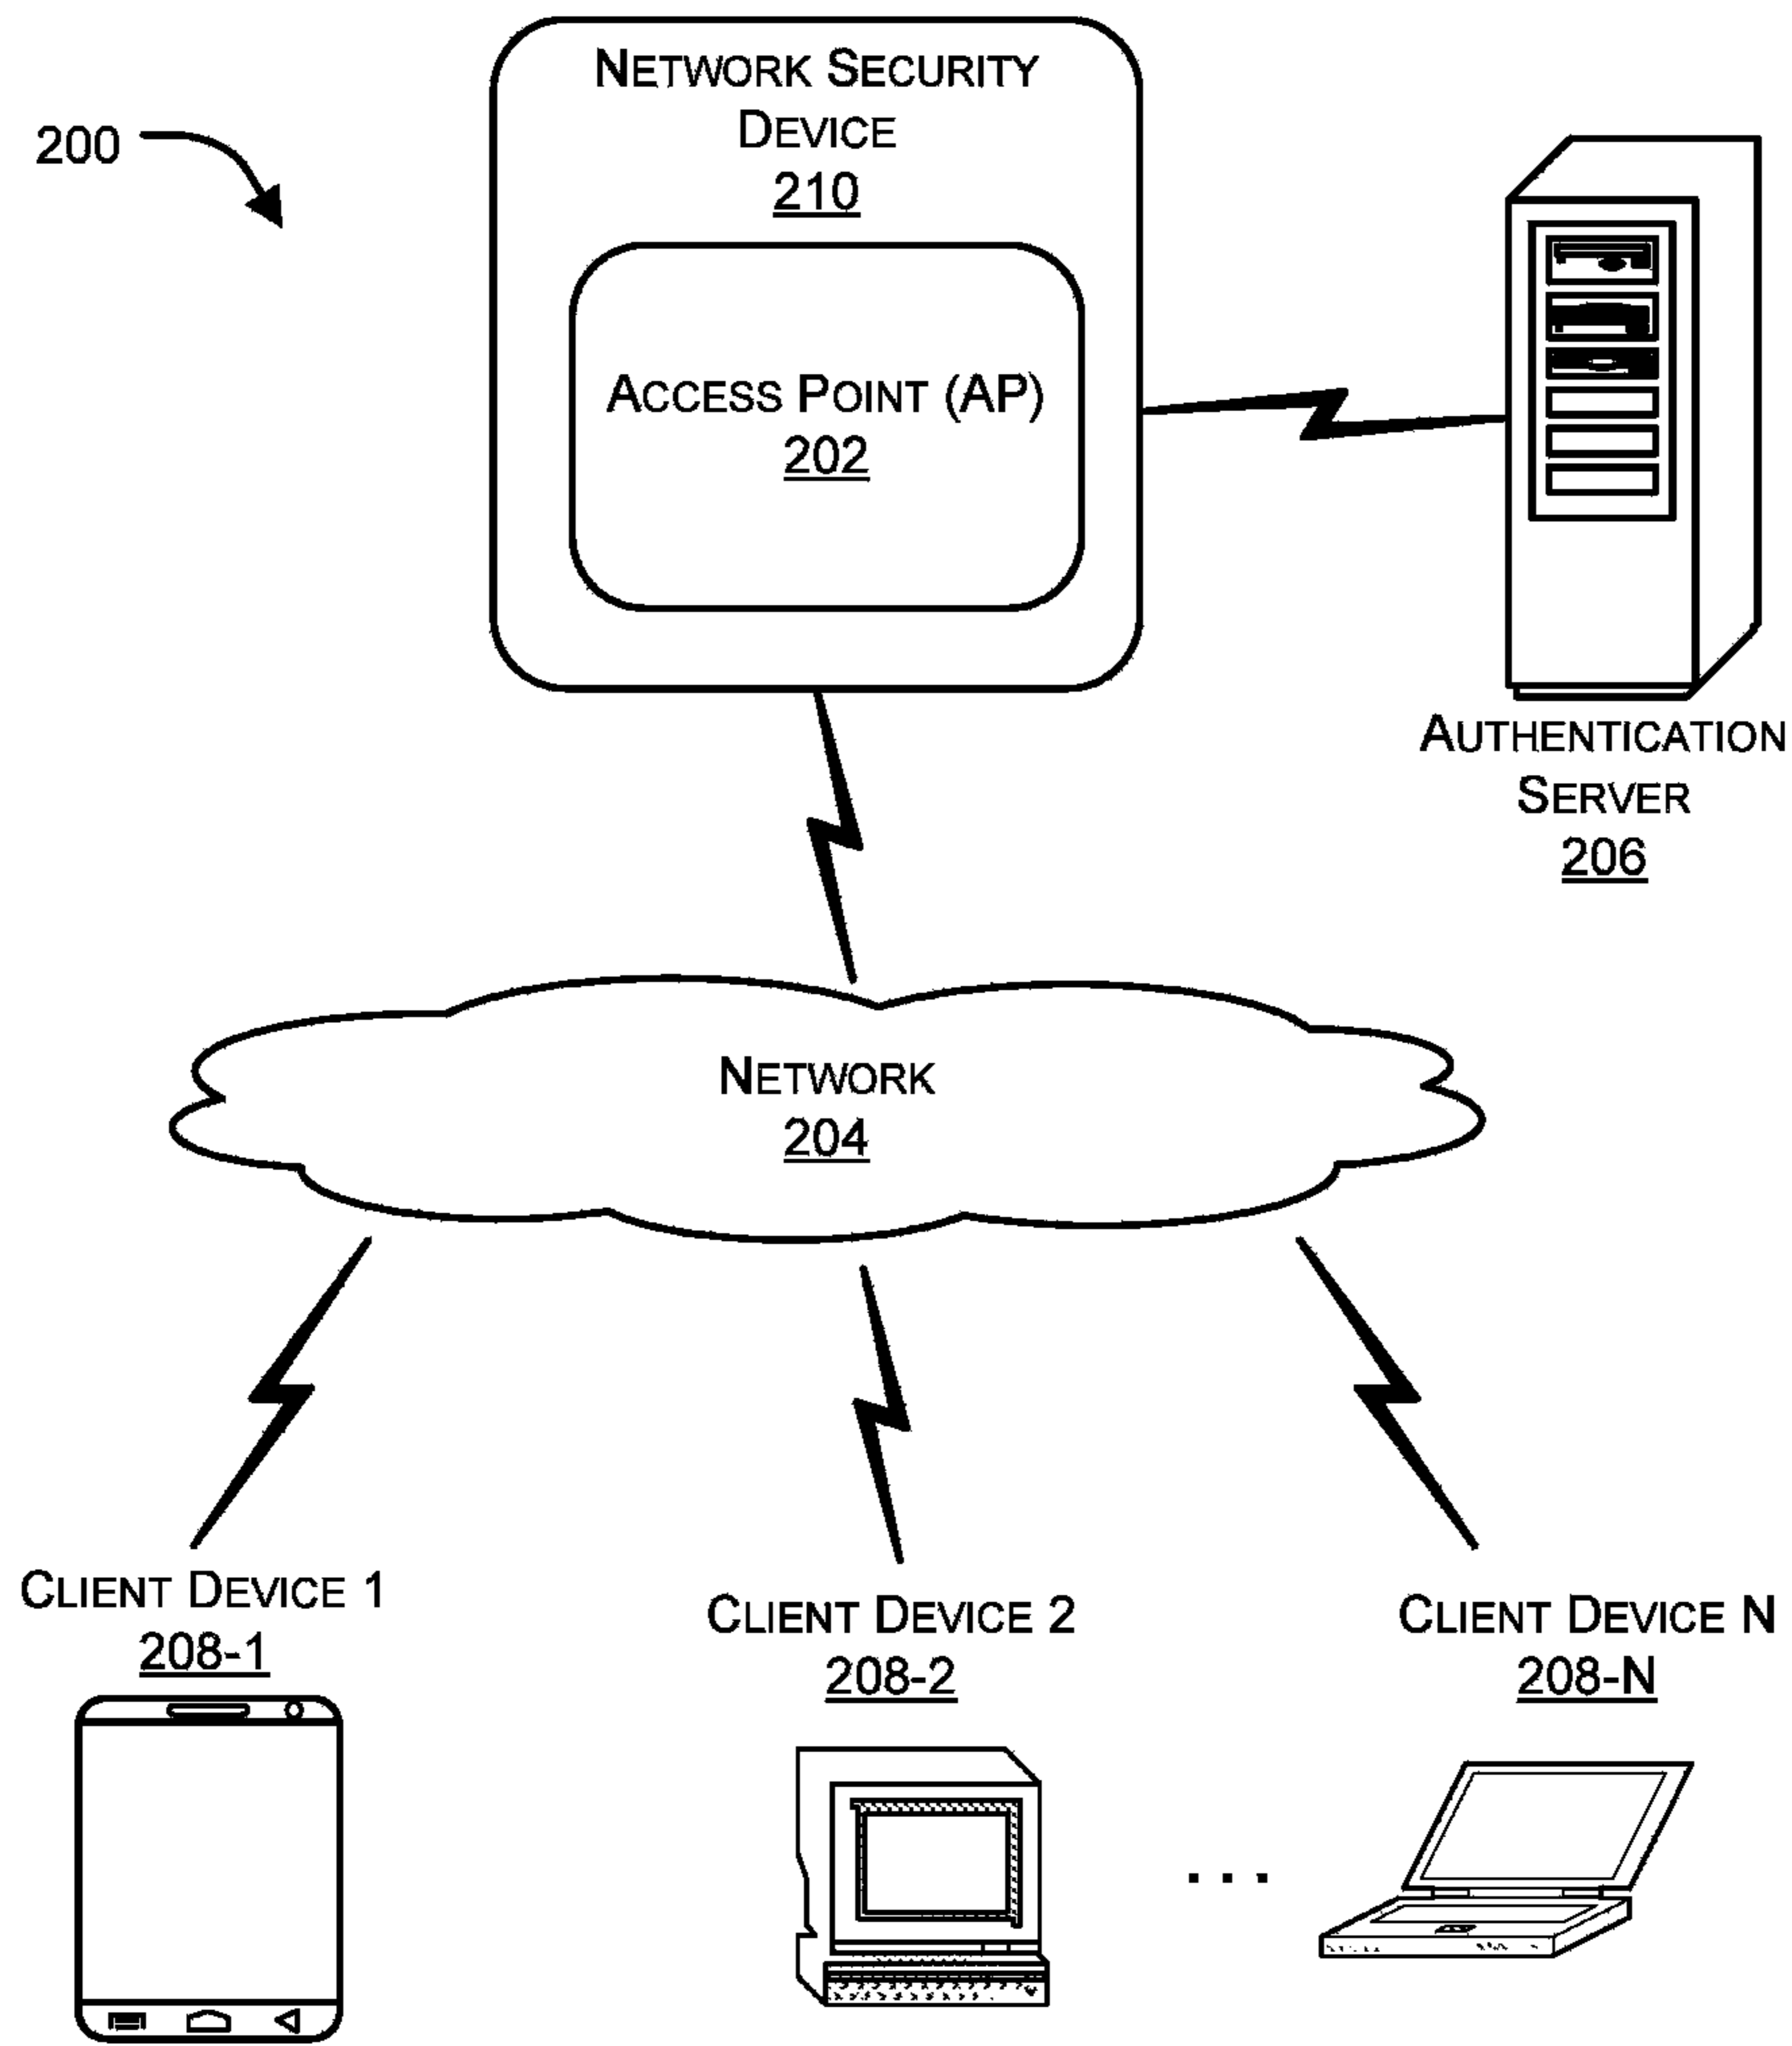 NETWORK SECURITY
DEVICE
210
200
ACCESS POINT (AP)
202
AUTHENTICATION
SERVER
206
NETWORK
204
CLIENT DEVICE 1
208-1
CLIENT DEVICE 2
208-2
CLIENT DEVICE N
208-N
...